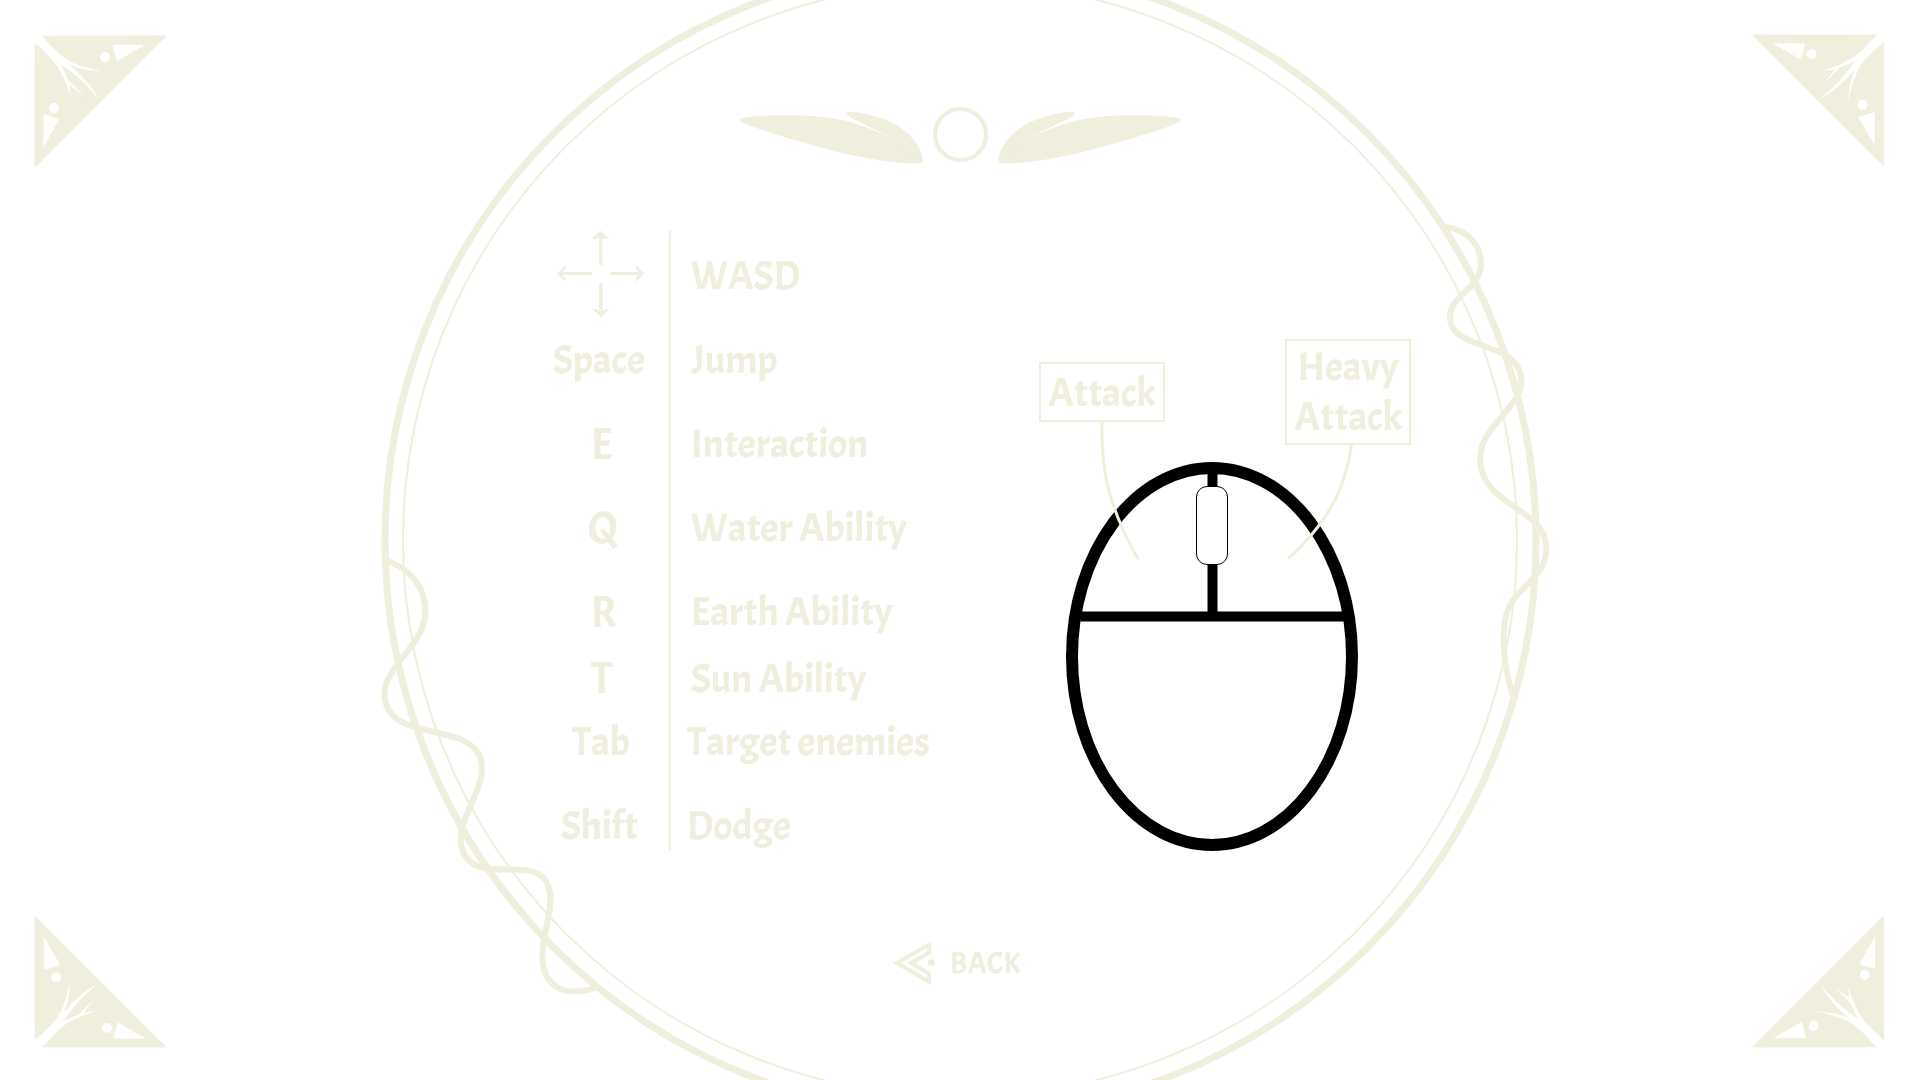 WASD
Space Jump
E Interaction
Q Water Ability
R Earth Ability
T Sun Ability
Tab Target enemies
Shift Dodge
Attack
Heavy
Attack
BACK